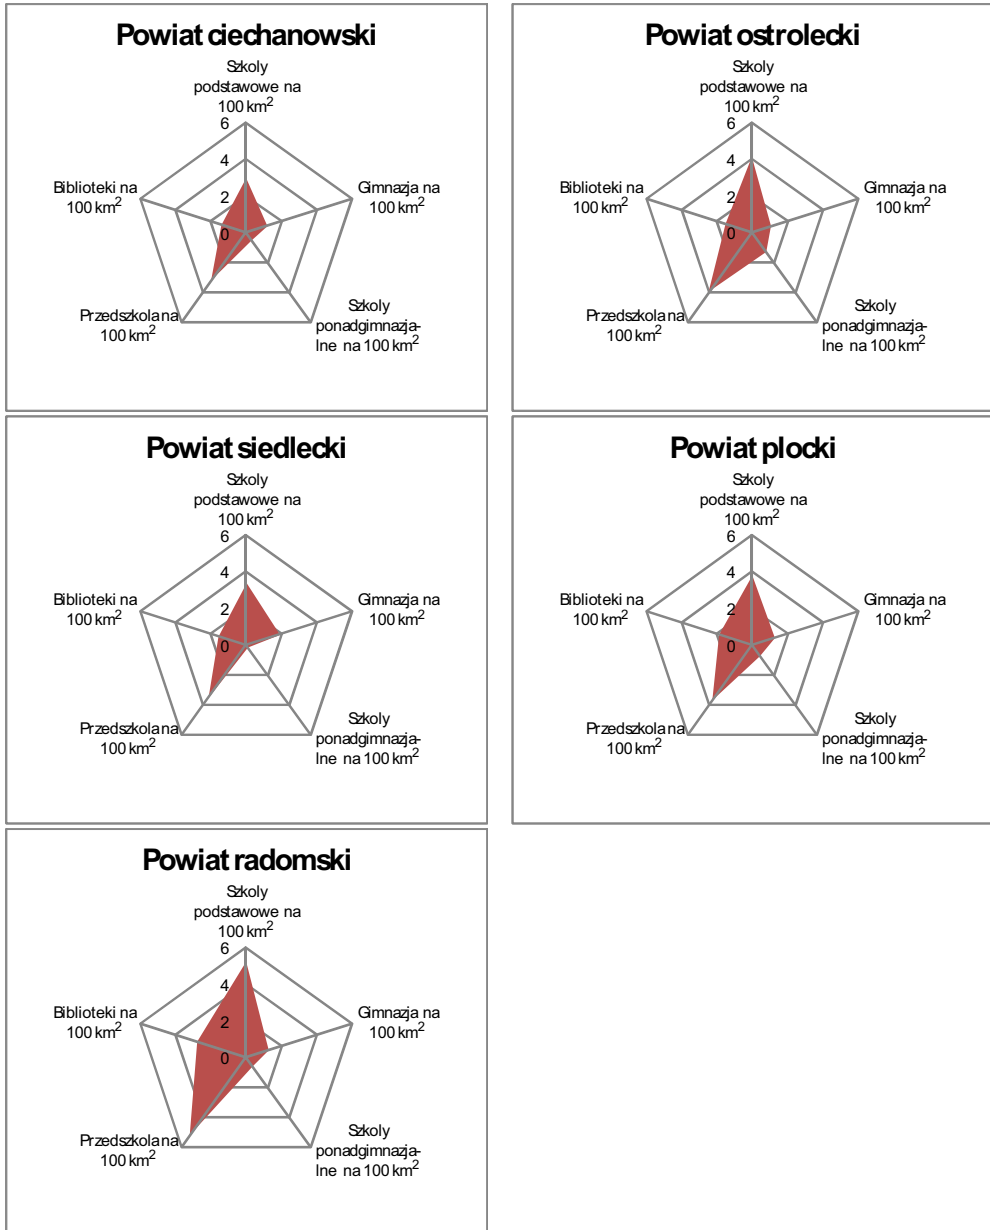 Powiat ciechanowski
Szkoly
podstawowe na
100 km²
6
4
2
0
Gimnazja na
100 km²
Szkoly
ponadgimnazja-
lne na 100 km²
Przedszkola na
100 km²
Biblioteki na
100 km²
Powiat ostrolecki
Szkoly
podstawowe na
100 km²
6
4
2
0
Gimnazja na
100 km²
Szkoly
ponadgimnazja-
lne na 100 km²
Przedszkola na
100 km²
Biblioteki na
100 km²
Powiat siedlecki
Szkoly
podstawowe na
100 km²
6
4
2
0
Gimnazja na
100 km²
Szkoly
ponadgimnazja-
lne na 100 km²
Przedszkola na
100 km²
Biblioteki na
100 km²
Powiat plocki
Szkoly
podstawowe na
100 km²
6
4
2
0
Gimnazja na
100 km²
Szkoly
ponadgimnazja-
lne na 100 km²
Przedszkola na
100 km²
Biblioteki na
100 km²
Powiat radomski
Szkoly
podstawowe na
100 km²
6
4
2
0
Gimnazja na
100 km²
Szkoly
ponadgimnazja-
lne na 100 km²
Przedszkola na
100 km²
Biblioteki na
100 km²